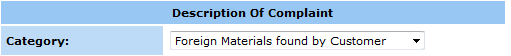 Description Of Complaint
Category: Foreign Materials found by Customer